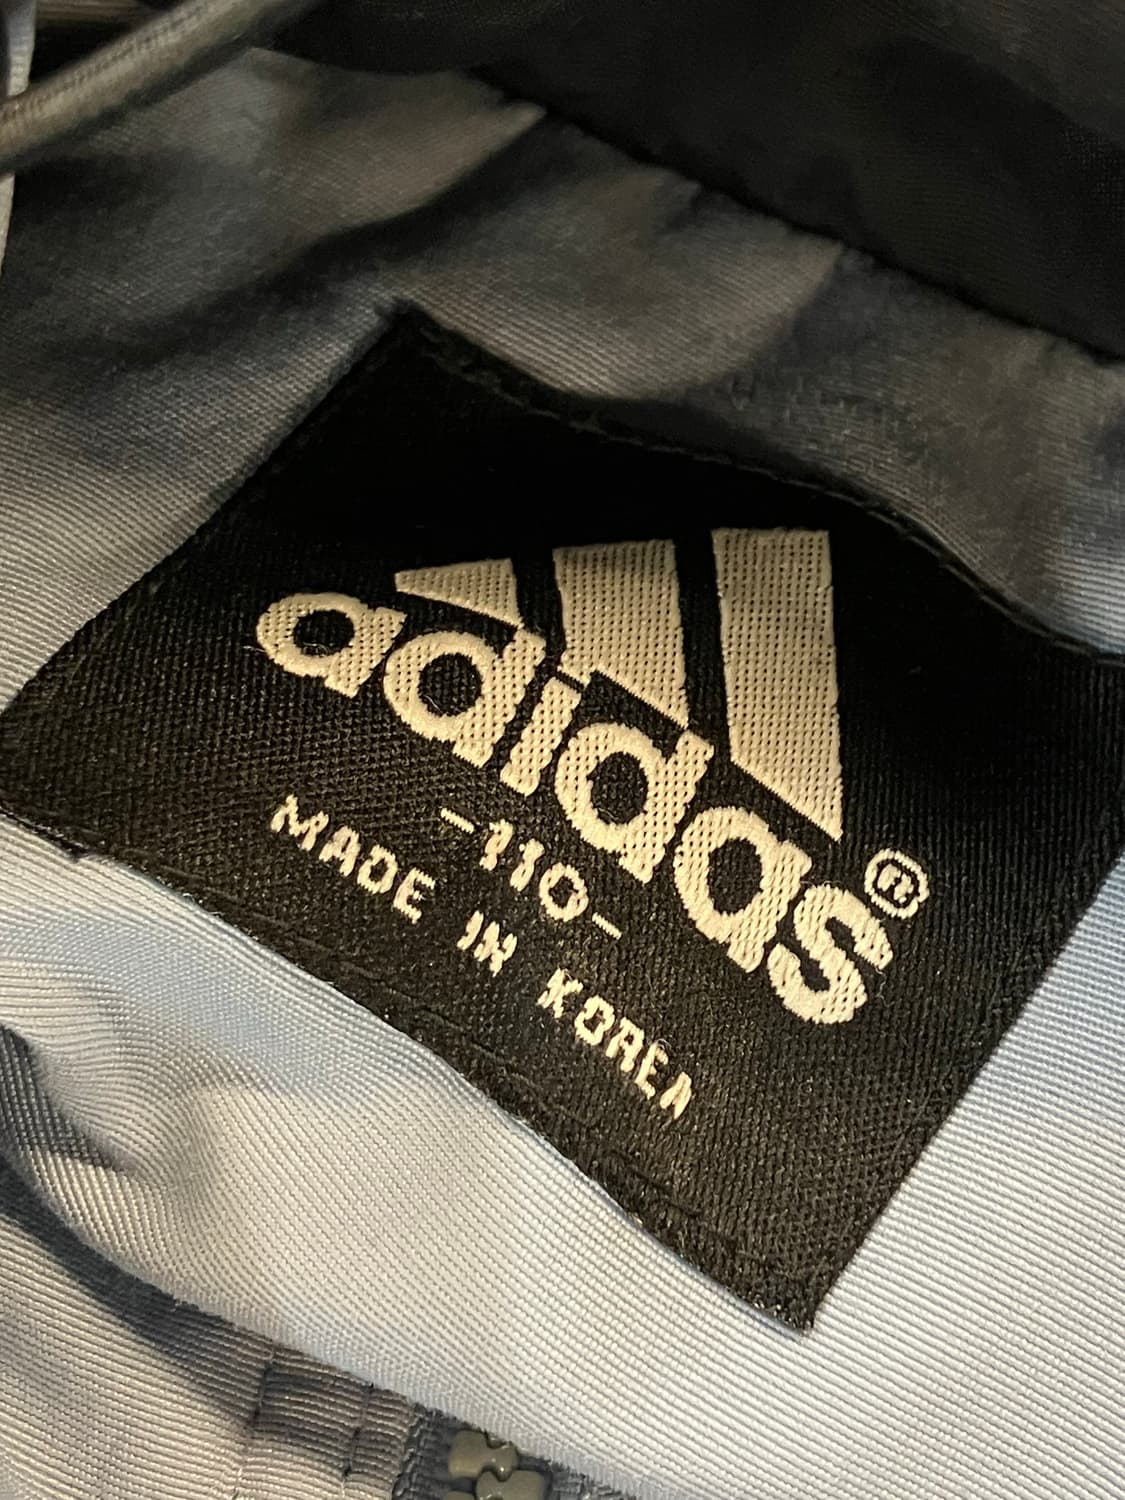 adidas®
-110-
MADE IN KOREA